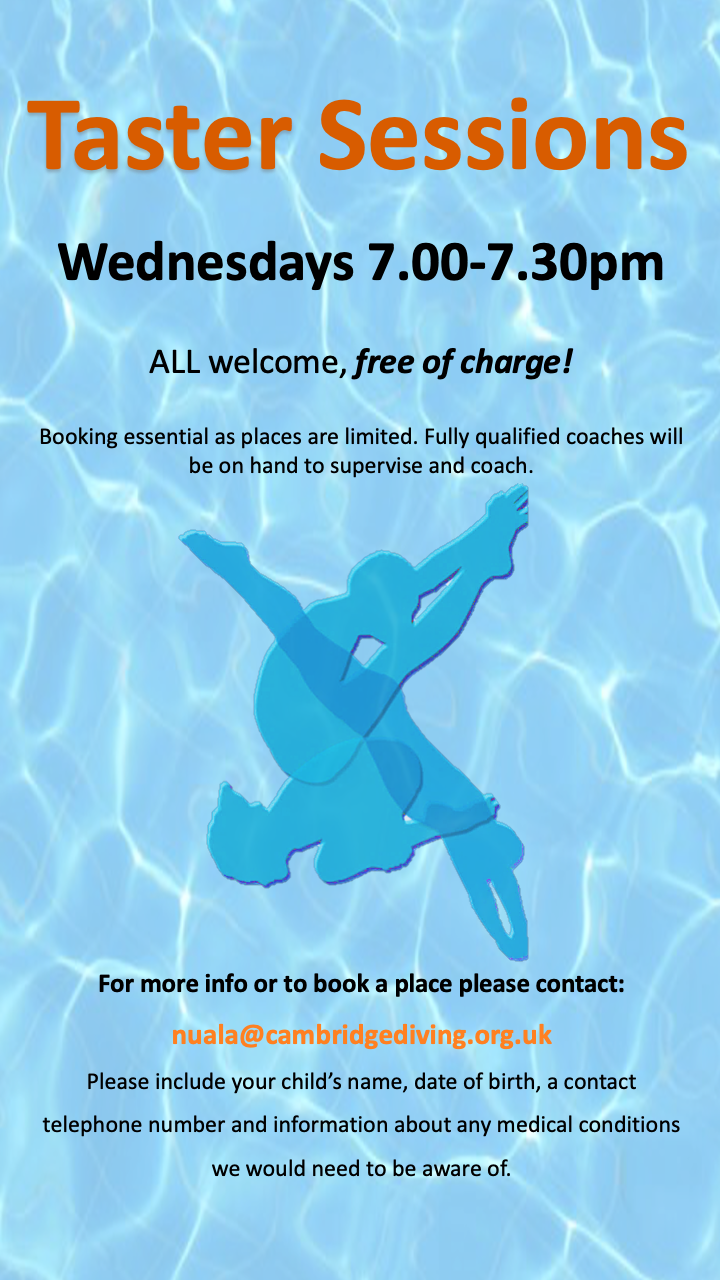 Taster Sessions
Wednesdays 7.00-7.30pm
ALL welcome, free of charge!
Booking essential as places are limited. Fully qualified coaches will
be on hand to supervise and coach.
For more info or to book a place please contact:
nuala@cambridgediving.org.uk
Please include your child’s name, date of birth, a contact
telephone number and information about any medical conditions
we would need to be aware of.